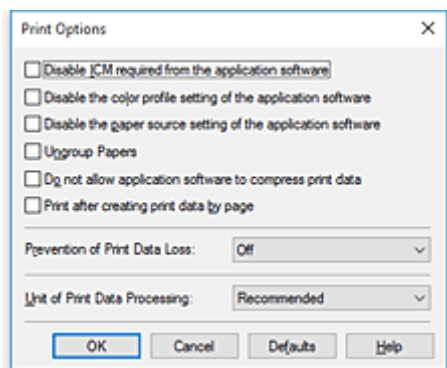 Print Options
Disable ICM required from the application software
Disable the color profile setting of the application software
Disable the paper source setting of the application software
Ungroup Papers
Do not allow application software to compress print data
Print after creating print data by page
Prevention of Print Data Loss: Off
Unit of Print Data Processing: Recommended
OK Cancel Defaults Help